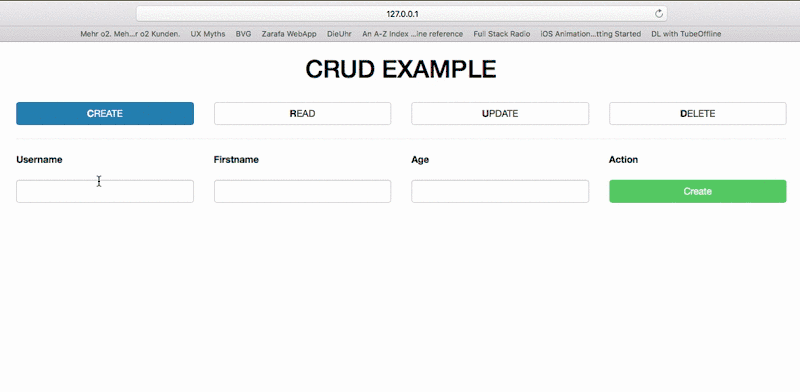 127.0.0.1
Mehr o2. Meh...r o2 Kunden. UX Myths BVG Zarafa WebApp DieUhr An A-Z Index ...ine reference Full Stack Radio iOS Animation...tting Started DL with TubeOffline
CRUD EXAMPLE
CREATE READ UPDATE DELETE
Username Firstname Age Action
Create